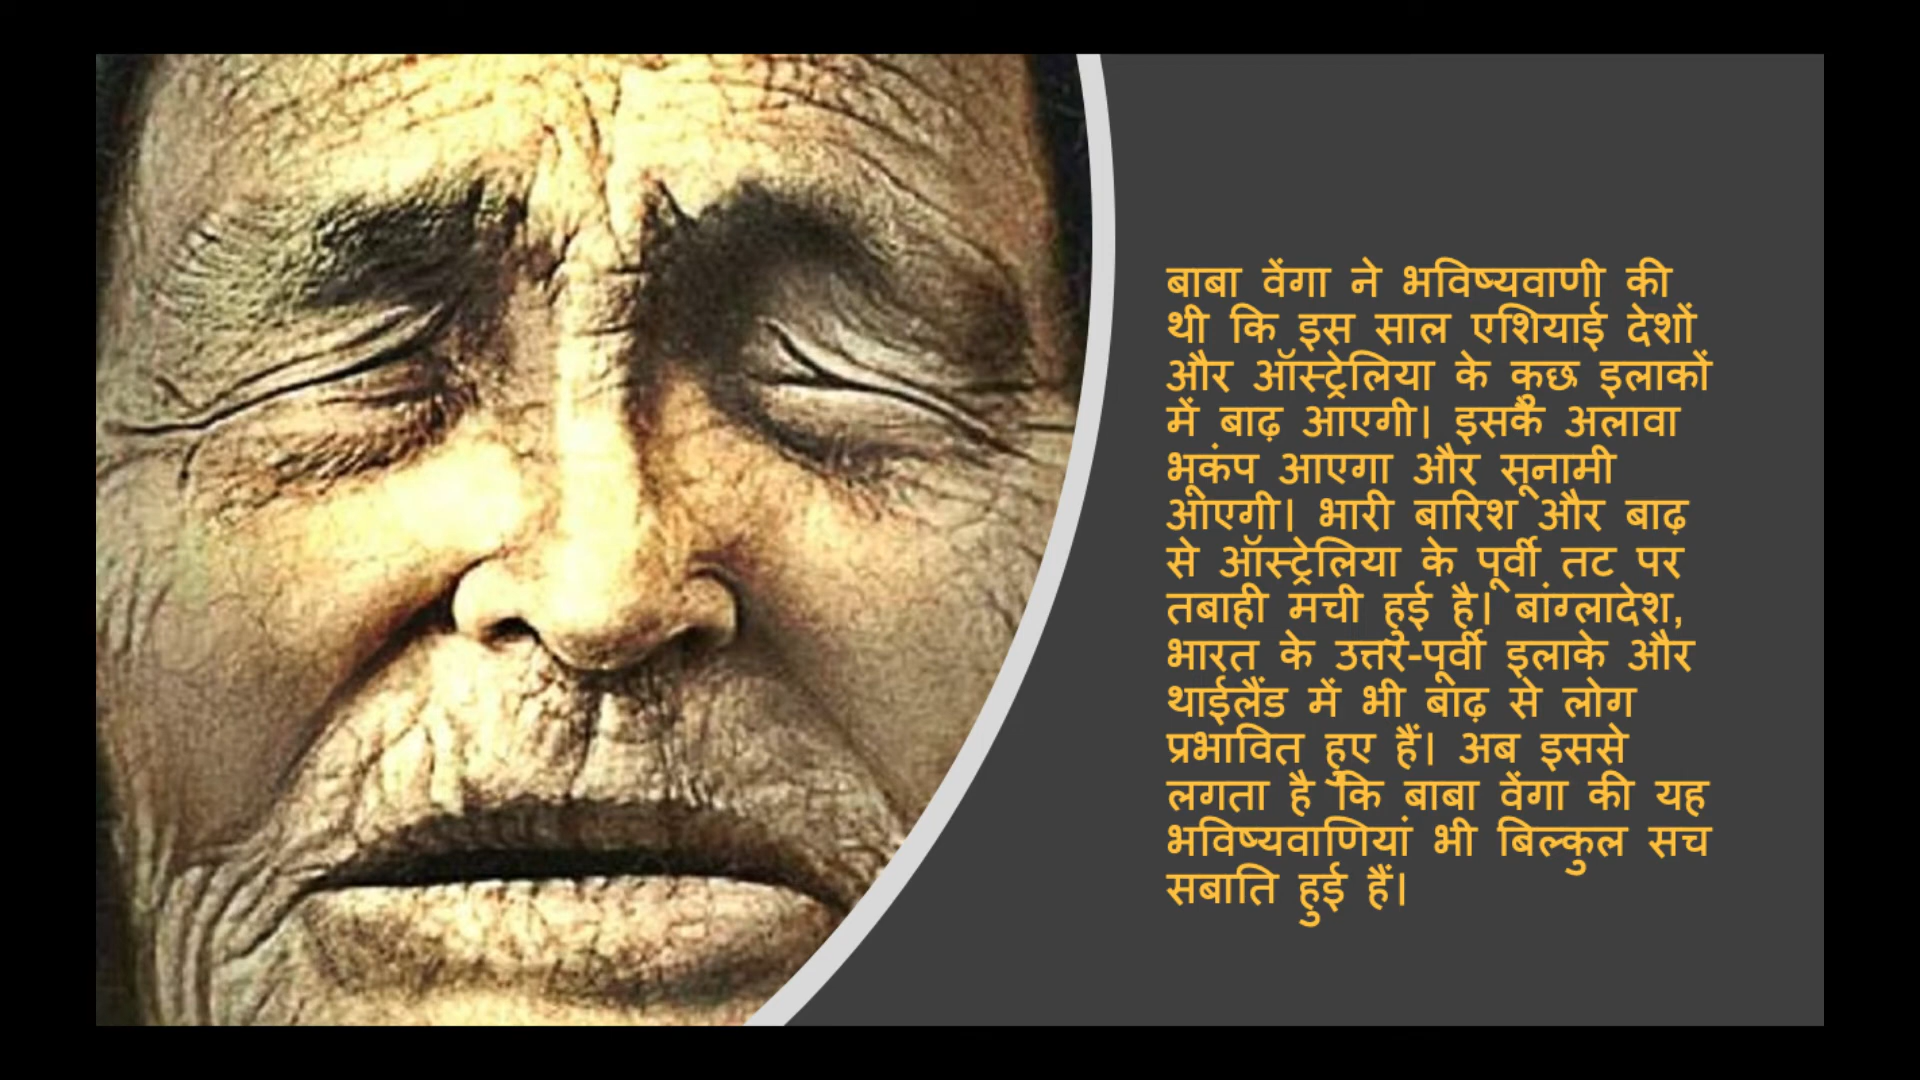 बाबा वेंगा ने भविष्यवाणी की
थी कि इस साल एशियाई देशों
और ऑस्ट्रेलिया के कुछ इलाकों
में बाढ़ आएगी। इसके अलावा
भूकंप आएगा और सूनामी
आएगी। भारी बारिश और बाढ़
से ऑस्ट्रेलिया के पूर्वी तट पर
तबाही मची हुई है। बांग्लादेश,
भारत के उत्तर-पूर्वी इलाके और
थाईलैंड में भी बाढ़ से लोग
प्रभावित हुए हैं। अब इससे
लगता है कि बाबा वेंगा की यह
भविष्यवाणियां भी बिल्कुल सच
सबाति हुई हैं।